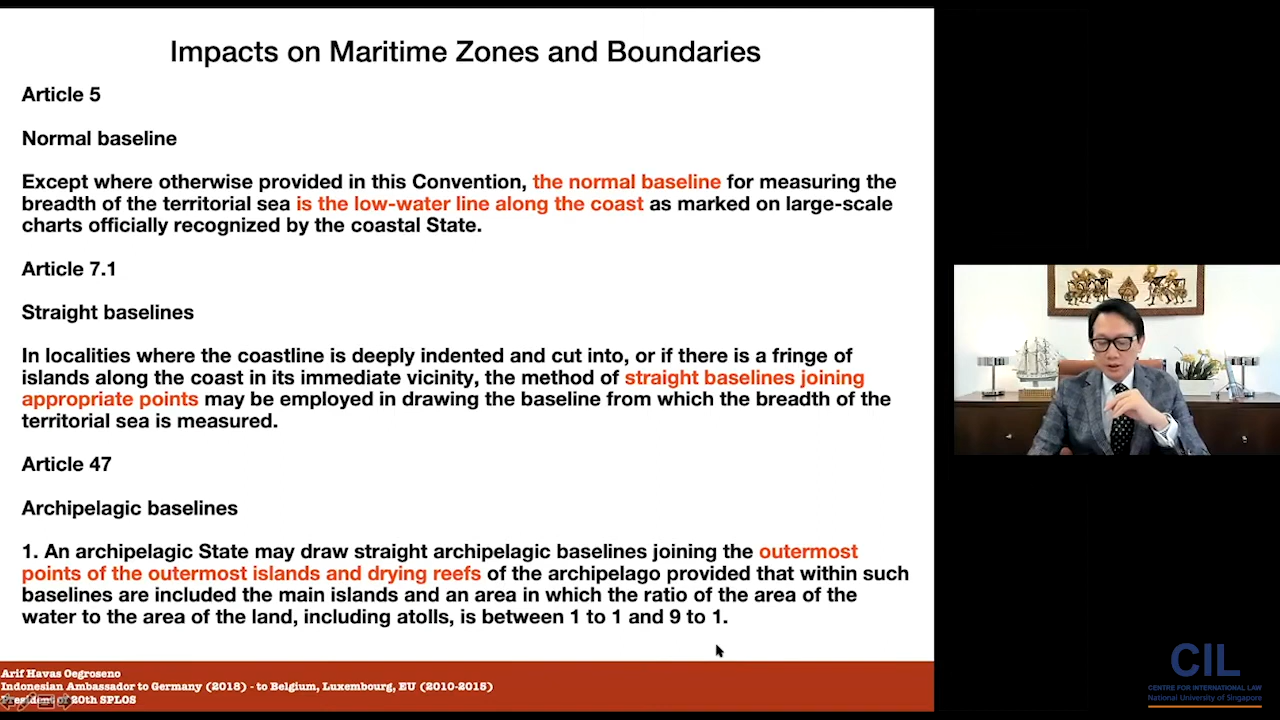 Impacts on Maritime Zones and Boundaries
Article 5
Normal baseline
Except where otherwise provided in this Convention, the normal baseline for measuring the
breadth of the territorial sea is the low-water line along the coast as marked on large-scale
charts officially recognized by the coastal State.
Article 7.1
Straight baselines
In localities where the coastline is deeply indented and cut into, or if there is a fringe of
islands along the coast in its immediate vicinity, the method of straight baselines joining
appropriate points may be employed in drawing the baseline from which the breadth of the
territorial sea is measured.
Article 47
Archipelagic baselines
1. An archipelagic State may draw straight archipelagic baselines joining the outermost
points of the outermost islands and drying reefs of the archipelago provided that within such
baselines are included the main islands and an area in which the ratio of the area of the
water to the area of the land, including atolls, is between 1 to 1 and 9 to 1.
Arif Havas Oegroseno
Indonesian Ambassador to Germany (2018) - to Belgium, Luxembourg, EU (2010-2015)
President of 20th SPLOS
CIL
CENTRE FOR INTERNATIONAL LAW
National University of Singapore